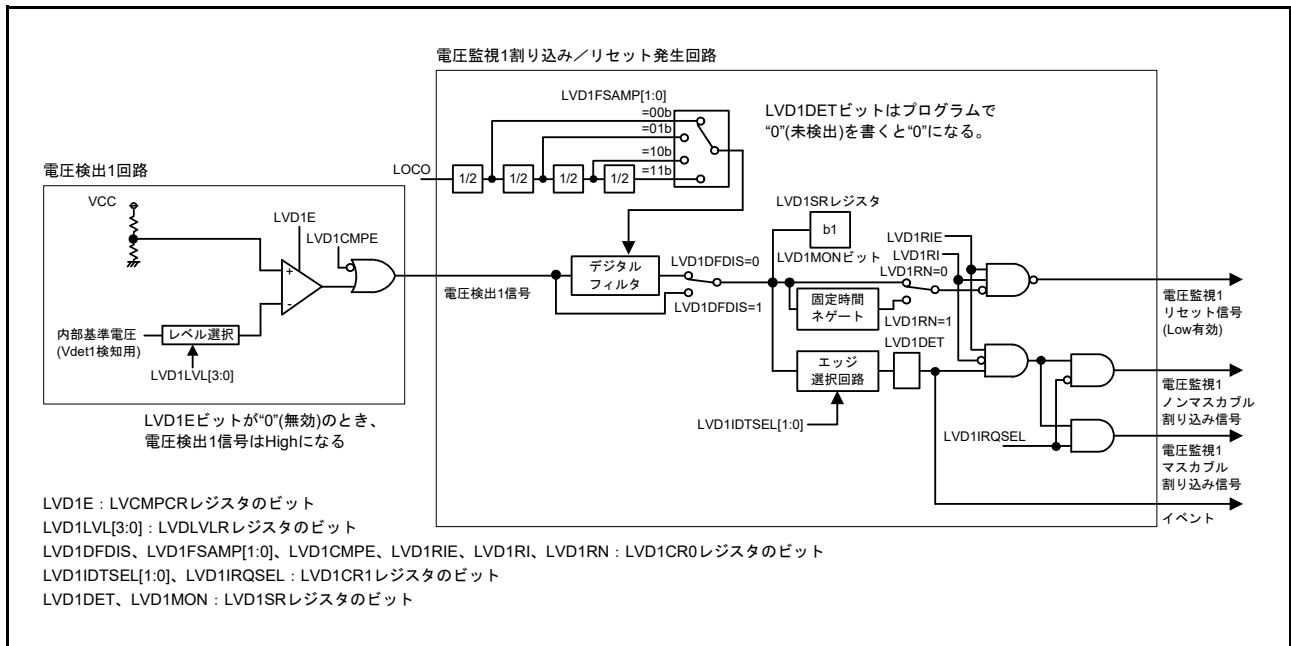 電圧監視1割り込み／リセット発生回路
LVD1FSAMP[1:0]
=00b
=01b
=10b
=11b
LVD1DETビットはプログラムで
“0”(未検出)を書くと“0”になる。
電圧検出1回路
LOCO
1/2
1/2
1/2
1/2
VCC
LVD1E
LVD1CMPE
+
-
内部基準電圧
(Vdet1検知用)
レベル選択
LVD1LVL[3:0]
LVD1Eビットが“0”(無効)のとき、
電圧検出1信号はHighになる
電圧検出1信号
デジタル
フィルタ
LVD1DFDIS=0
LVD1DFDIS=1
LVD1SRレジスタ
b1
LVD1MONビット
LVD1RIE
LVD1RI
LVD1RN=0
固定時間
ネゲート
LVD1RN=1
LVD1DET
エッジ
選択回路
LVD1IDTSEL[1:0]
LVD1IRQSEL
電圧監視1
リセット信号
(Low有効)
電圧監視1
ノンマスカブル
割り込み信号
電圧監視1
マスカブル
割り込み信号
イベント
LVD1E：LVCMPCRレジスタのビット
LVD1LVL[3:0]：LVDLVLRレジスタのビット
LVD1DFDIS、LVD1FSAMP[1:0]、LVD1CMPE、LVD1RIE、LVD1RI、LVD1RN：LVD1CR0レジスタのビット
LVD1IDTSEL[1:0]、LVD1IRQSEL：LVD1CR1レジスタのビット
LVD1DET、LVD1MON：LVD1SRレジスタのビット